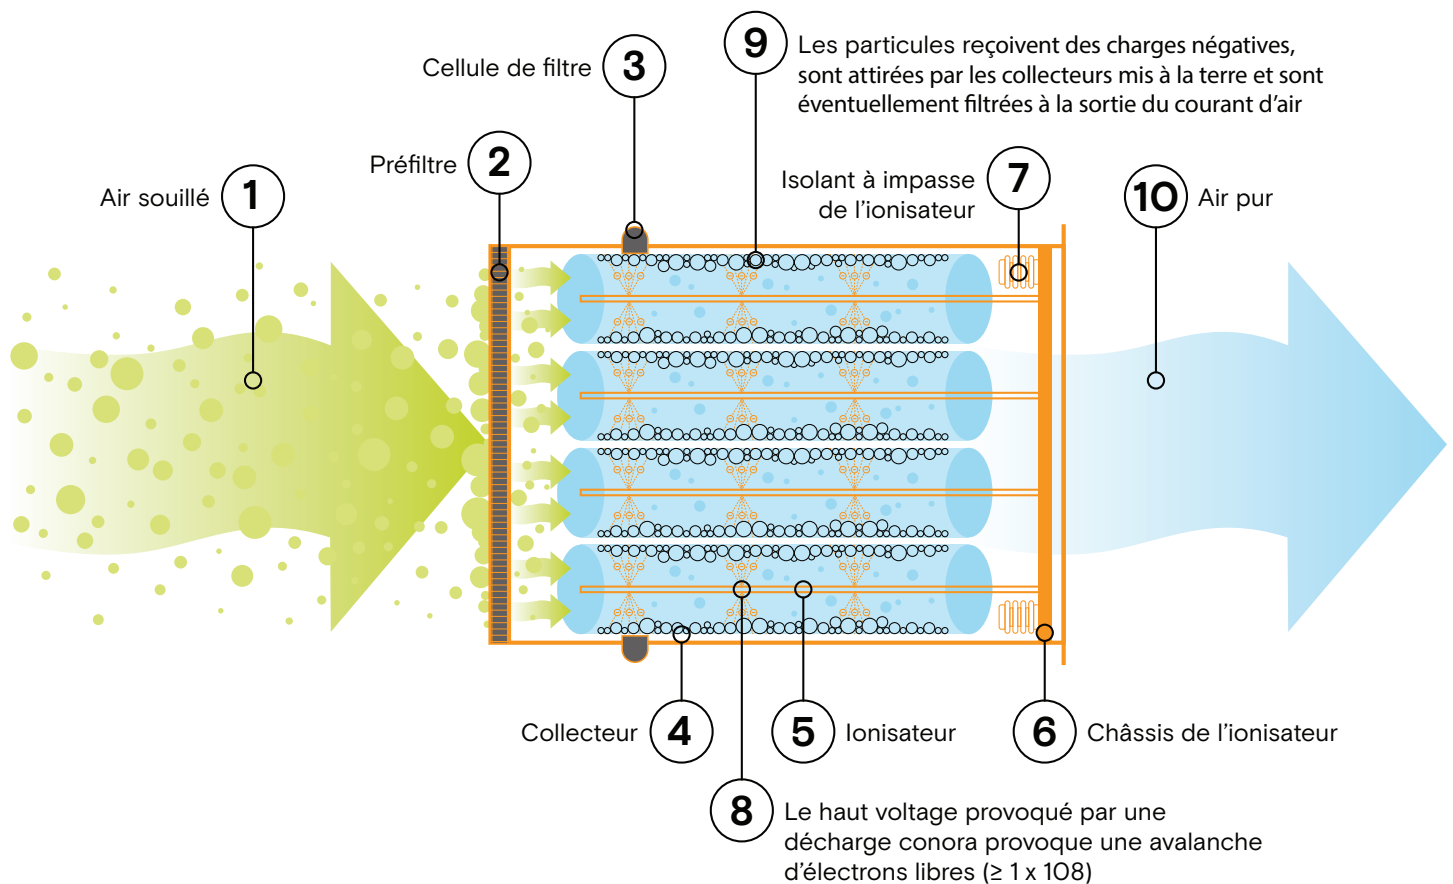 9 Les particules reçoivent des charges négatives,
sont attirées par les collecteurs mis à la terre et sont
éventuellement filtrées à la sortie du courant d’air
Cellule de filtre 3
Préfiltre 2
Air souillé 1
Isolant à impasse 7
de l’ionisateur
10 Air pur
Collecteur 4
5 Ionisateur
6 Châssis de l’ionisateur
8 Le haut voltage provoqué par une
décharge conora provoque une avalanche
d’électrons libres (≥ 1 x 108)